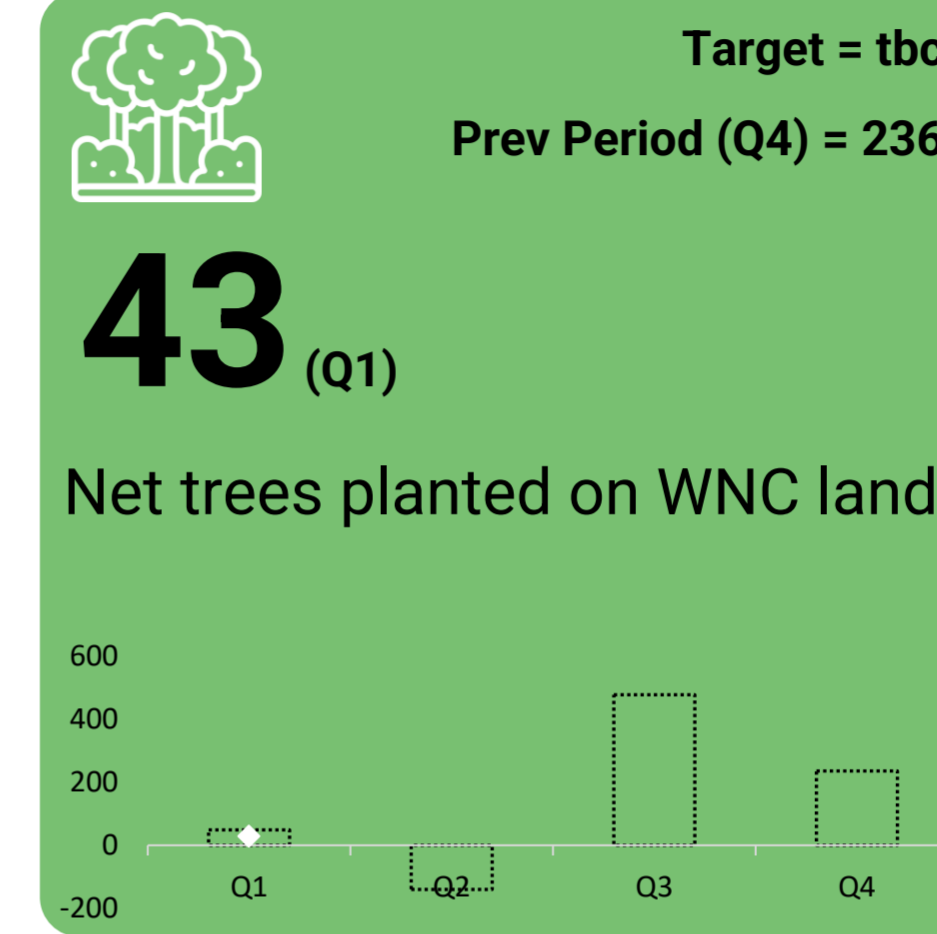 Target = tbc
Prev Period (Q4) = 236
43 (Q1)
Net trees planted on WNC land
600
400
200
0
-200
Q1 Q2 Q3 Q4